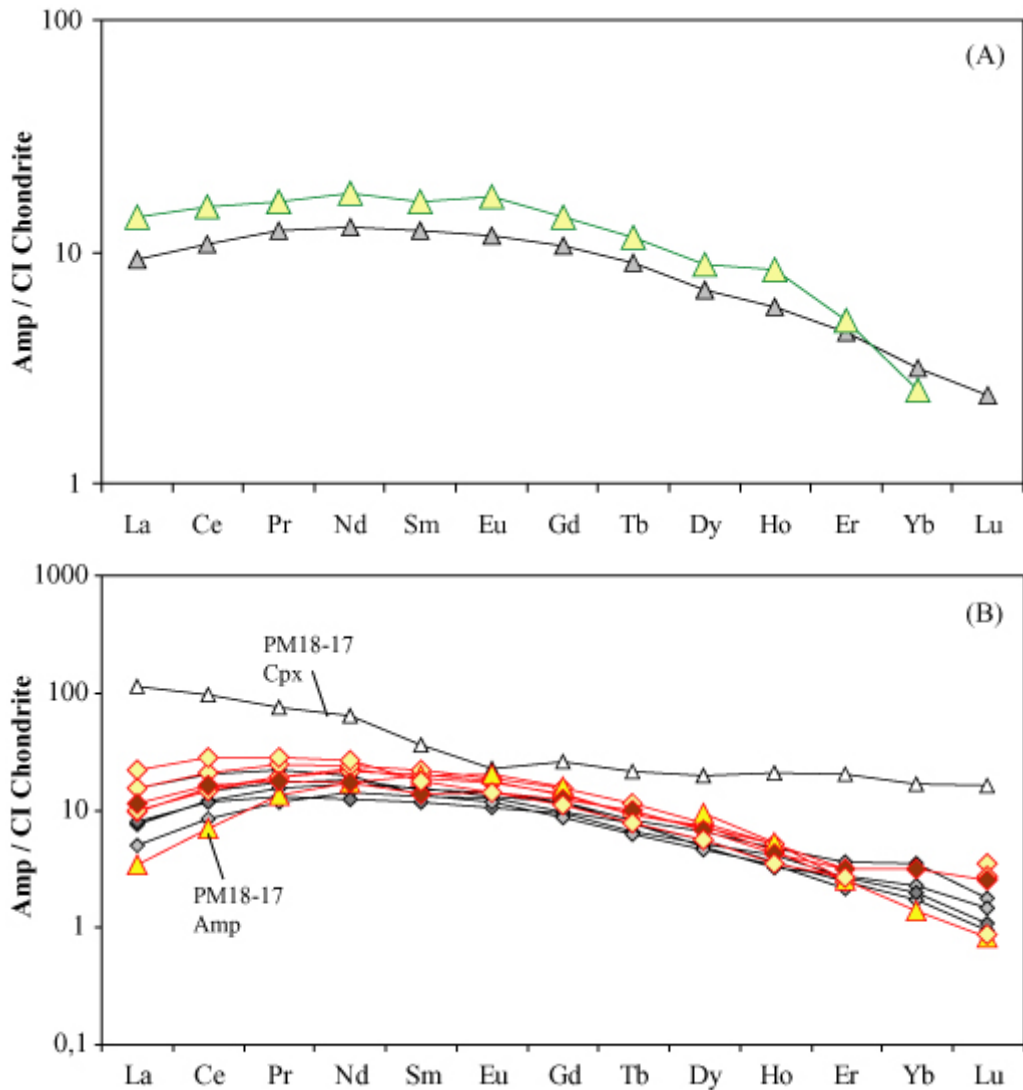 100
(A)
Amp / CI Chondrite
10
1
La Ce Pr Nd Sm Eu Gd Tb Dy Ho Er Yb Lu
1000
(B)
PM18-17
Cpx
100
Amp / CI Chondrite
10
PM18-17
Amp
1
0,1
La Ce Pr Nd Sm Eu Gd Tb Dy Ho Er Yb Lu